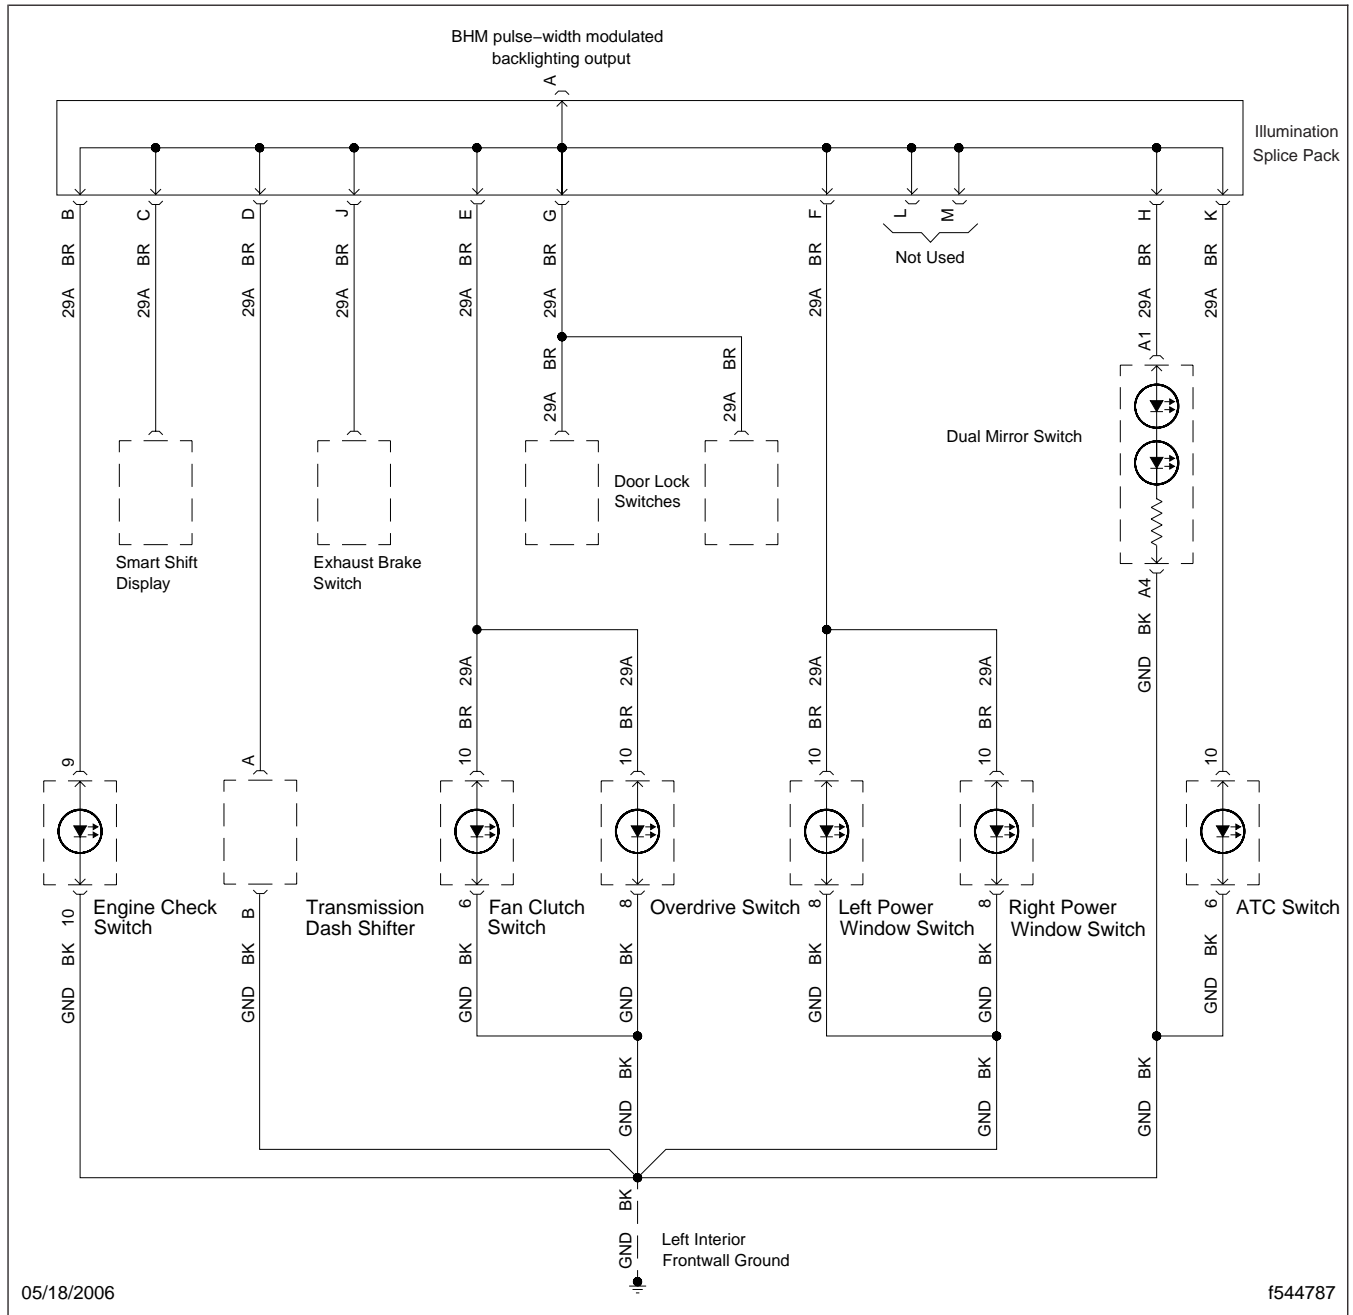 BHM pulse–width modulated
backlighting output
A
Illumination
Splice Pack
B
C
D
J
E
G
F
L
M
H
K
Not Used
BR
BR
BR
BR
BR
BR
BR
BR
BR
29A
29A
29A
29A
29A
29A
29A
29A
29A
A1
BR
BR
29A
29A
Dual Mirror Switch
Door Lock
Switches
Smart Shift
Display
Exhaust Brake
Switch
A4
BK
GND
29A
29A
29A
29A
BR
BR
BR
BR
9
A
10
10
10
10
10
Engine Check
Switch
Transmission
Dash Shifter
Fan Clutch
Switch
Overdrive Switch
Left Power
Window Switch
Right Power
Window Switch
ATC Switch
10
B
6
8
8
8
6
BK
BK
BK
BK
BK
BK
BK
GND
GND
GND
GND
GND
GND
GND
BK
BK
BK
GND
GND
GND
BK
GND
Left Interior
Frontwall Ground
05/18/2006
f544787